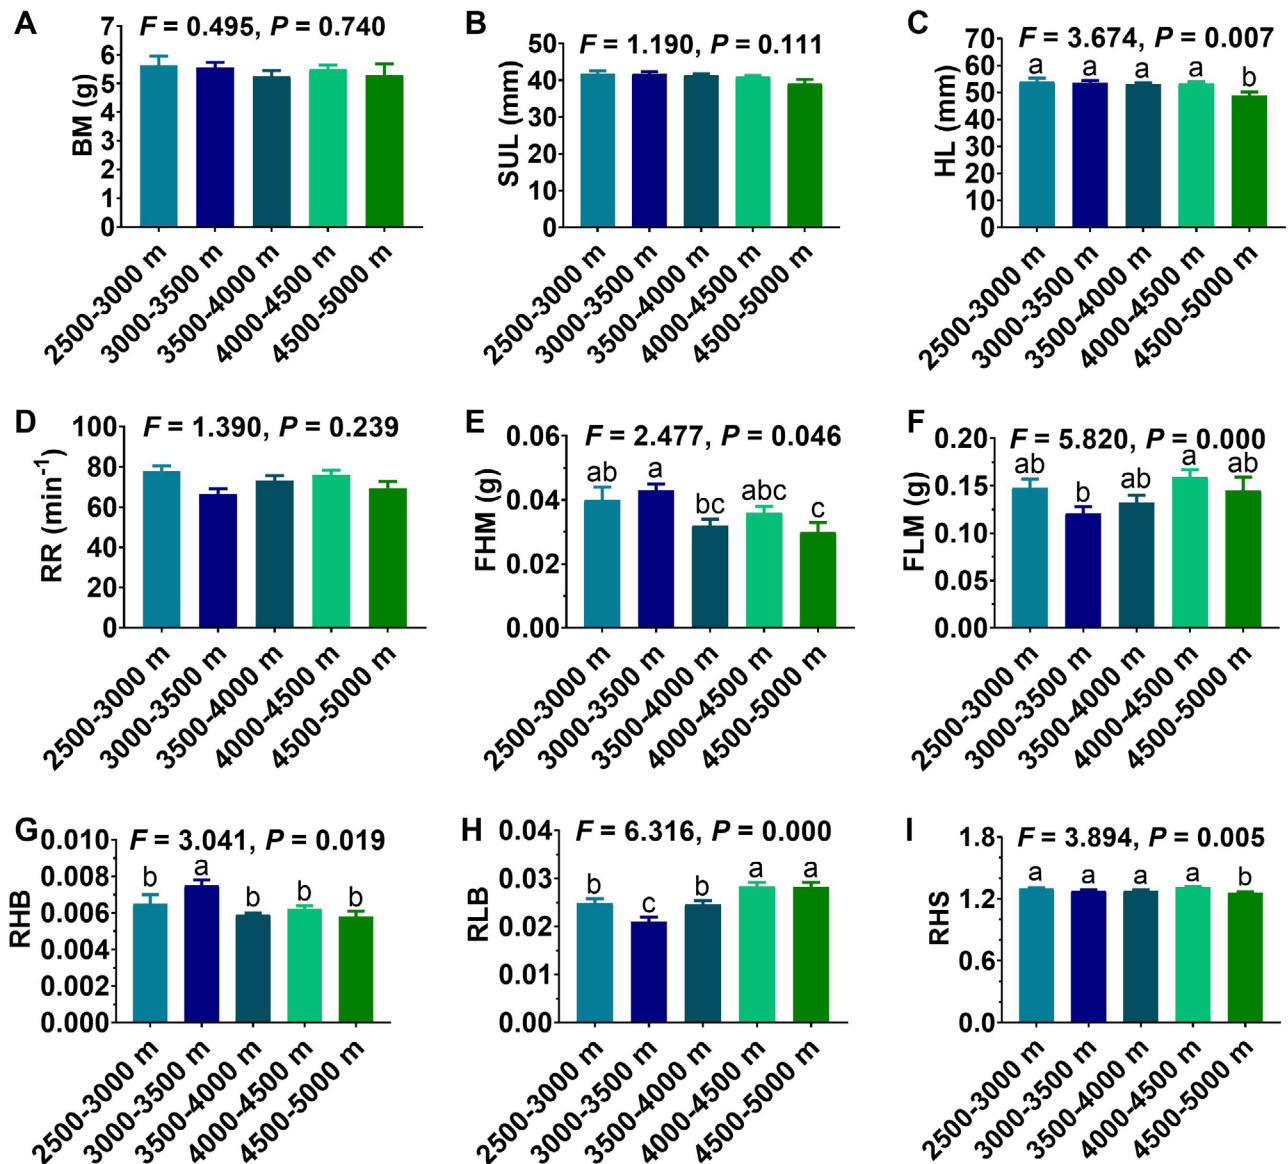 A
F = 0.495, P = 0.740
BM (g)
7
6
5
4
3
2
1
0
2500-3000 m
3000-3500 m
3500-4000 m
4000-4500 m
4500-5000 m
B
F = 1.190, P = 0.111
SUL (mm)
50
40
30
20
10
0
2500-3000 m
3000-3500 m
3500-4000 m
4000-4500 m
4500-5000 m
C
F = 3.674, P = 0.007
HL (mm)
70
60
50
40
30
20
10
0
a a a a b
2500-3000 m
3000-3500 m
3500-4000 m
4000-4500 m
4500-5000 m
D
F = 1.390, P = 0.239
RR (min⁻¹)
100
80
60
40
20
0
2500-3000 m
3000-3500 m
3500-4000 m
4000-4500 m
4500-5000 m
E
F = 2.477, P = 0.046
FHM (g)
0.06
0.04
0.02
0.00
ab a bc abc c
2500-3000 m
3000-3500 m
3500-4000 m
4000-4500 m
4500-5000 m
F
F = 5.820, P = 0.000
FLM (g)
0.20
0.15
0.10
0.05
0.00
ab b ab a ab
2500-3000 m
3000-3500 m
3500-4000 m
4000-4500 m
4500-5000 m
G
F = 3.041, P = 0.019
RHB
0.010
0.008
0.006
0.004
0.002
0.000
b a b b b
2500-3000 m
3000-3500 m
3500-4000 m
4000-4500 m
4500-5000 m
H
F = 6.316, P = 0.000
RLB
0.04
0.03
0.02
0.01
0.00
b c b a a
2500-3000 m
3000-3500 m
3500-4000 m
4000-4500 m
4500-5000 m
I
F = 3.894, P = 0.005
RHS
1.8
1.2
0.6
0.0
a a a a b
2500-3000 m
3000-3500 m
3500-4000 m
4000-4500 m
4500-5000 m